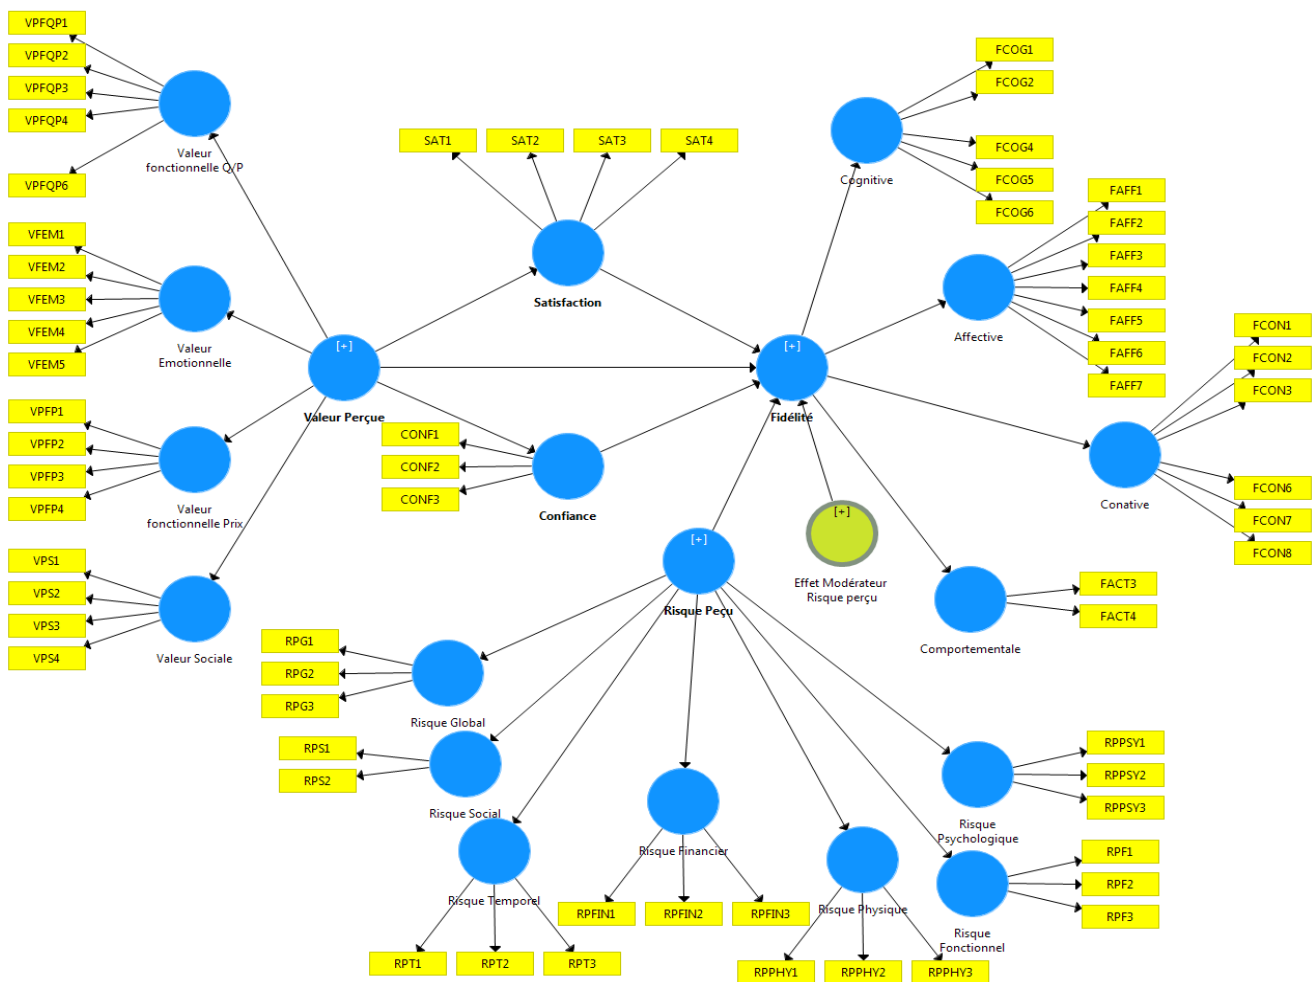 VPFQP1
VPFQP2
VPFQP3
VPFQP4
VPFQP6
Valeur
fonctionnelle Q/P
VFEM1
VFEM2
VFEM3
VFEM4
VFEM5
Valeur
Emotionnelle
VPFP1
VPFP2
VPFP3
VPFP4
Valeur
fonctionnelle Prix
VPS1
VPS2
VPS3
VPS4
Valeur Sociale
[+]
Valeur Perçue
SAT1
SAT2
SAT3
SAT4
Satisfaction
CONF1
CONF2
CONF3
Confiance
[+]
Fidélité
FCOG1
FCOG2
FCOG4
FCOG5
FCOG6
Cognitive
FAFF1
FAFF2
FAFF3
FAFF4
FAFF5
FAFF6
FAFF7
Affective
FCON1
FCON2
FCON3
FCON6
FCON7
FCON8
Conative
FACT3
FACT4
Comportementale
[+]
Effet Modérateur
Risque perçu
[+]
Risque Peçu
RPG1
RPG2
RPG3
Risque Global
RPS1
RPS2
Risque Social
RPT1
RPT2
RPT3
Risque Temporel
Risque Financier
RPFIN1
RPFIN2
RPFIN3
Risque Physique
RPPHY1
RPPHY2
RPPHY3
RPPSY1
RPPSY2
RPPSY3
Risque
Psychologique
RPF1
RPF2
RPF3
Risque
Fonctionnel